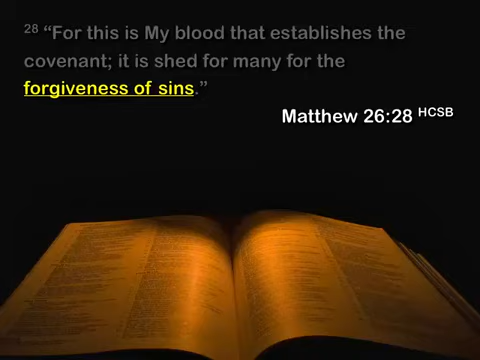 28 “For this is My blood that establishes the
covenant; it is shed for many for the
forgiveness of sins.”
Matthew 26:28 HCSB